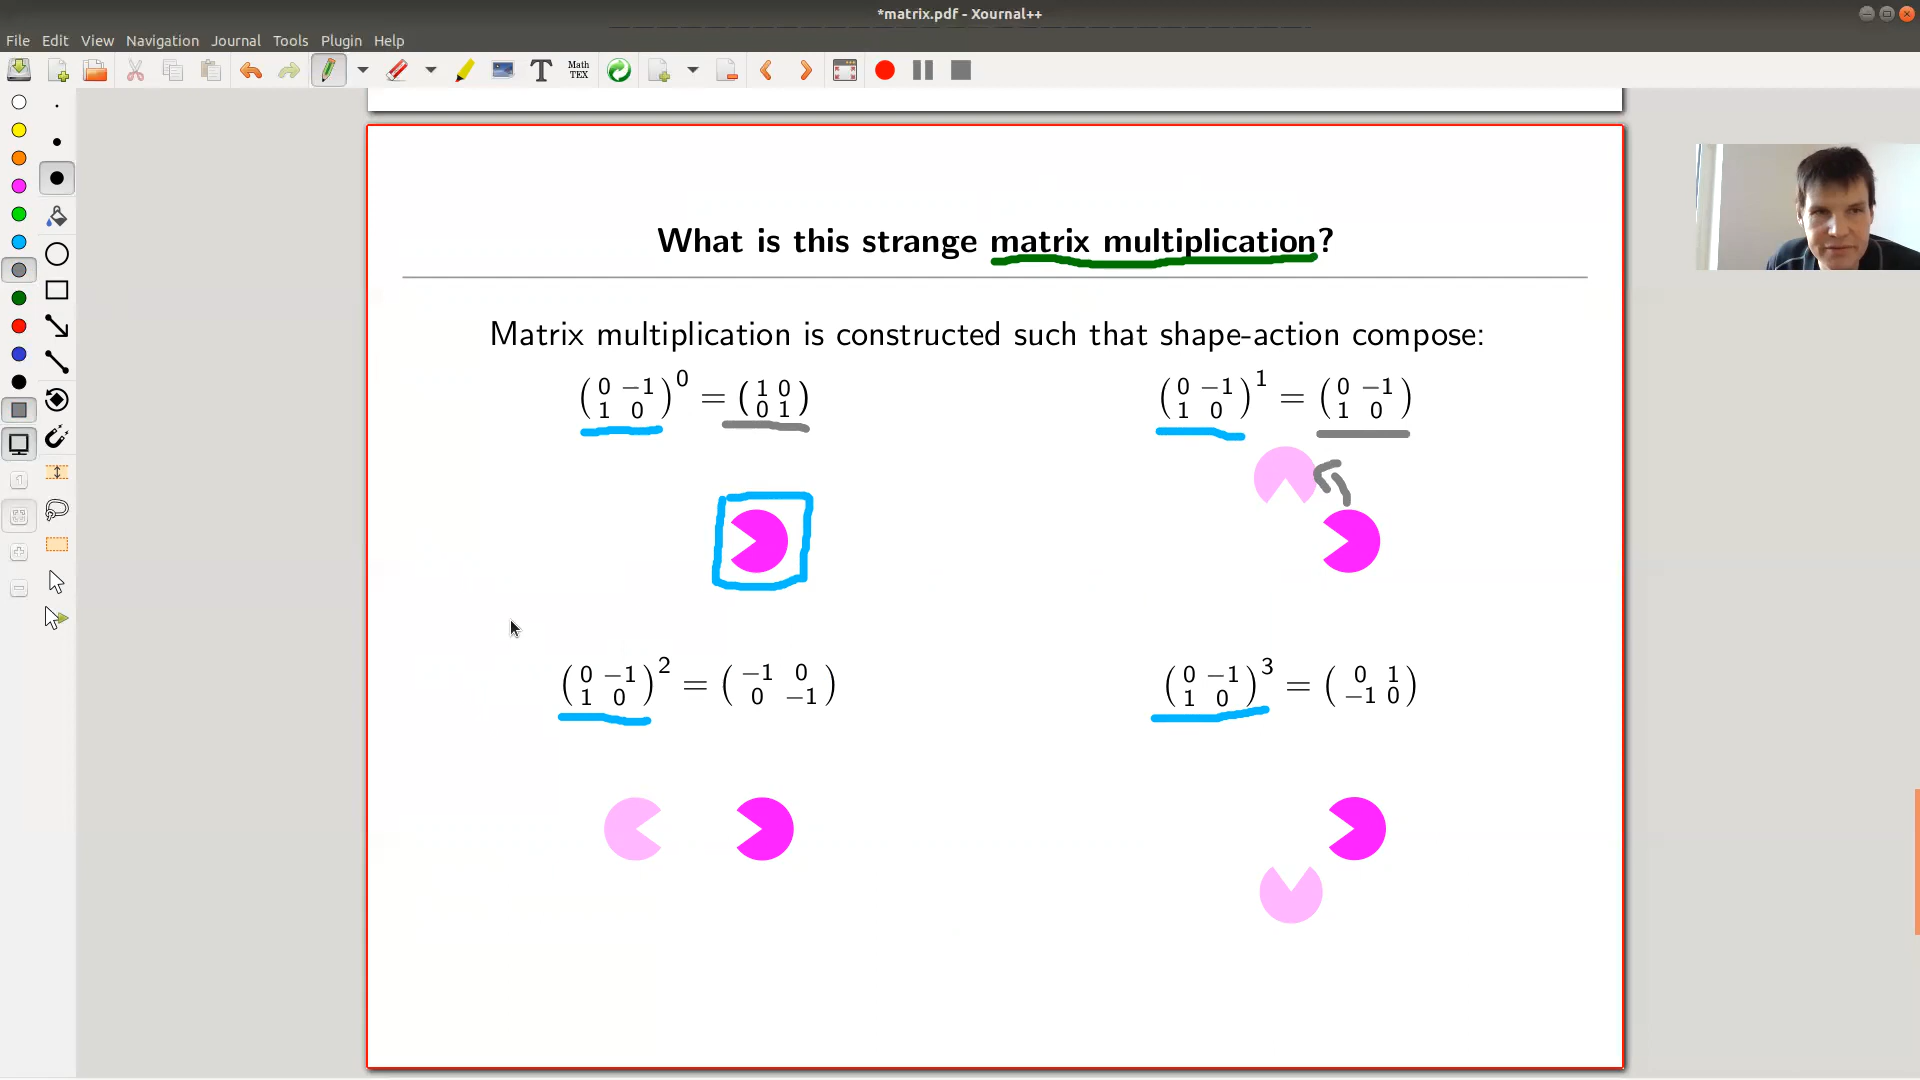 *matrix.pdf - Xournal++
File Edit View Navigation Journal Tools Plugin Help
Math
TEX
What is this strange matrix multiplication?
Matrix multiplication is constructed such that shape-action compose:
(0 −1
1 0)^0 = (1 0
0 1)
(0 −1
1 0)^1 = (0 −1
1 0)
(0 −1
1 0)^2 = (−1 0
0 −1)
(0 −1
1 0)^3 = (0 1
−1 0)